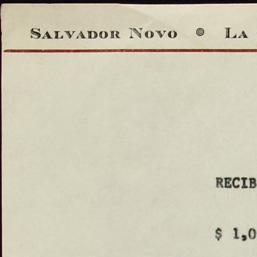 SALVADOR NOVO ⊚ LA
RECIB
$ 1,0